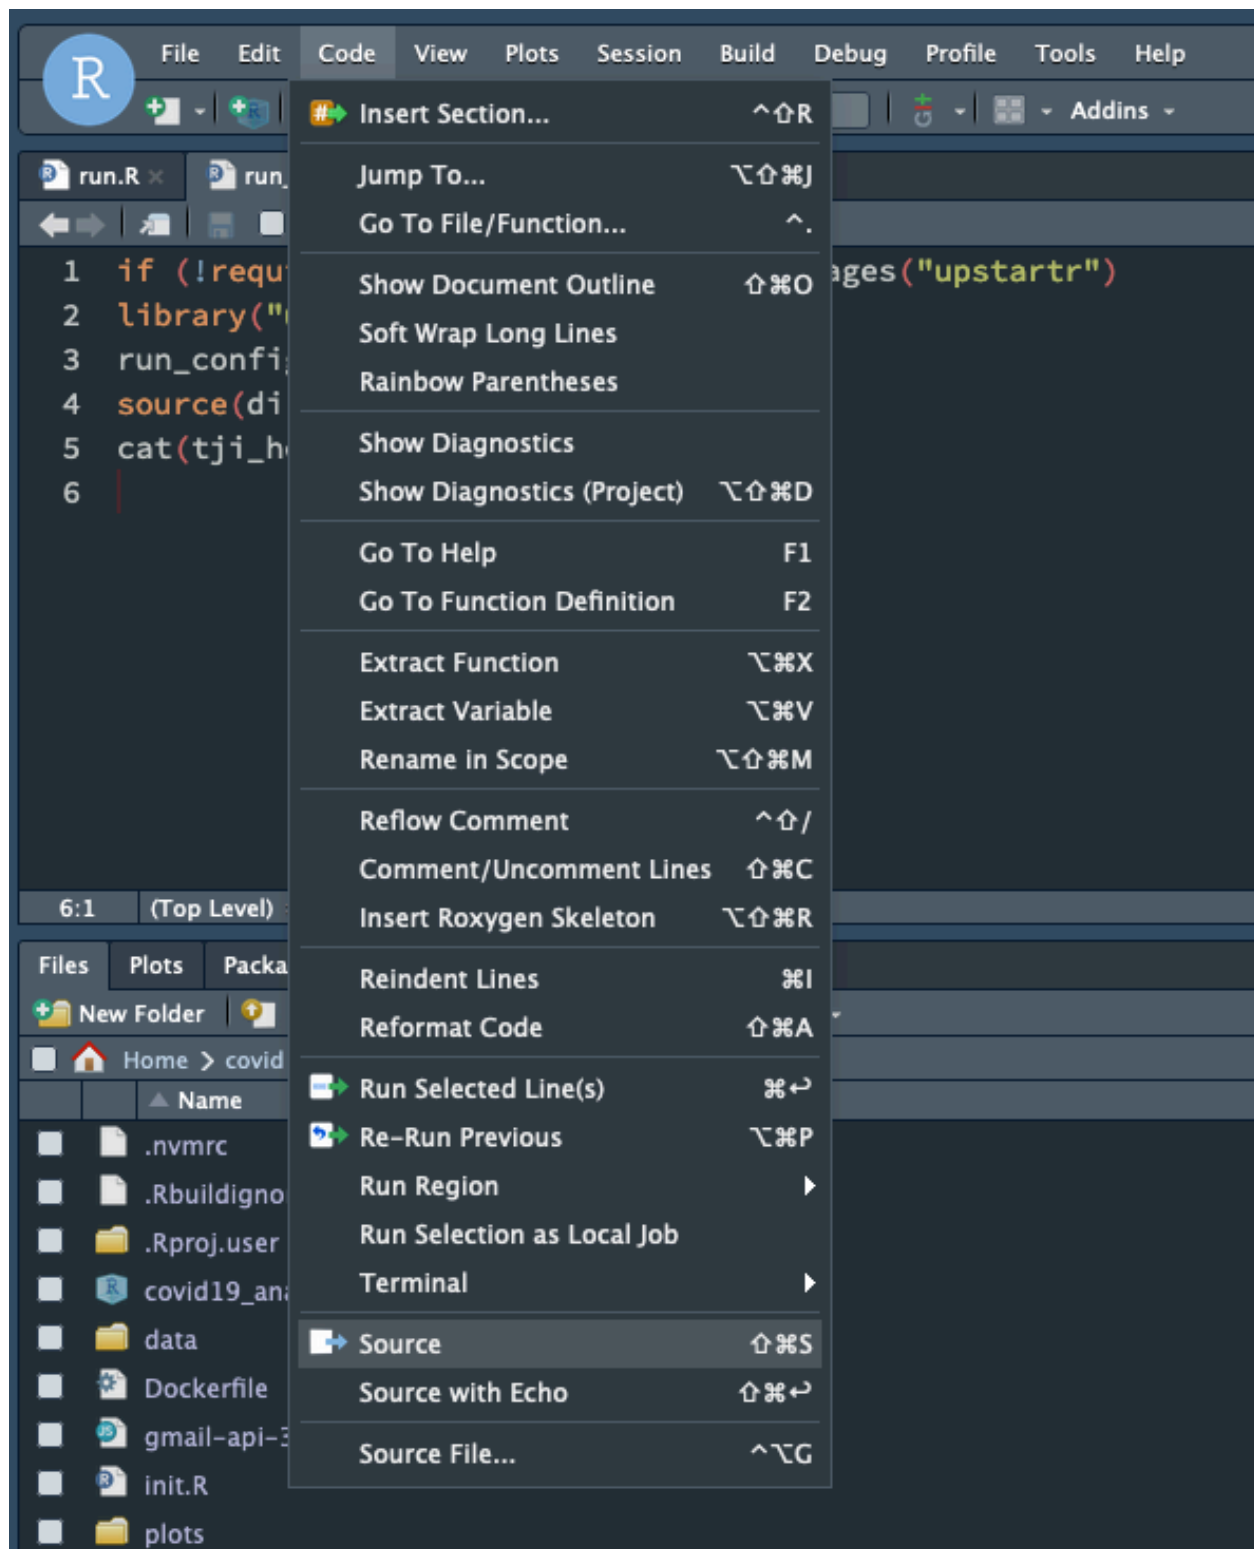 R
File Edit Code View Plots Session Build Debug Profile Tools Help
Addins
run.R × run_
1 if (!requ ages("upstartr")
2 library("
3 run_confi
4 source(di
5 cat(tji_h
6
6:1 (Top Level)
Insert Section... ^⇧R
Jump To... ⌥⇧⌘J
Go To File/Function... ^.
Show Document Outline ⇧⌘O
Soft Wrap Long Lines
Rainbow Parentheses
Show Diagnostics
Show Diagnostics (Project) ⌥⇧⌘D
Go To Help F1
Go To Function Definition F2
Extract Function ⌥⌘X
Extract Variable ⌥⌘V
Rename in Scope ⌥⇧⌘M
Reflow Comment ^⇧/
Comment/Uncomment Lines ⇧⌘C
Insert Roxygen Skeleton ⌥⇧⌘R
Reindent Lines ⌘I
Reformat Code ⇧⌘A
Run Selected Line(s) ⌘↩
Re-Run Previous ⌥⌘P
Run Region
Run Selection as Local Job
Terminal
Source ⇧⌘S
Source with Echo ⇧⌘↩
Source File... ^⌥G
Files Plots Packa
New Folder
Home > covid
Name
.nvmrc
.Rbuildigno
.Rproj.user
covid19_ana
data
Dockerfile
gmail-api-3
init.R
plots